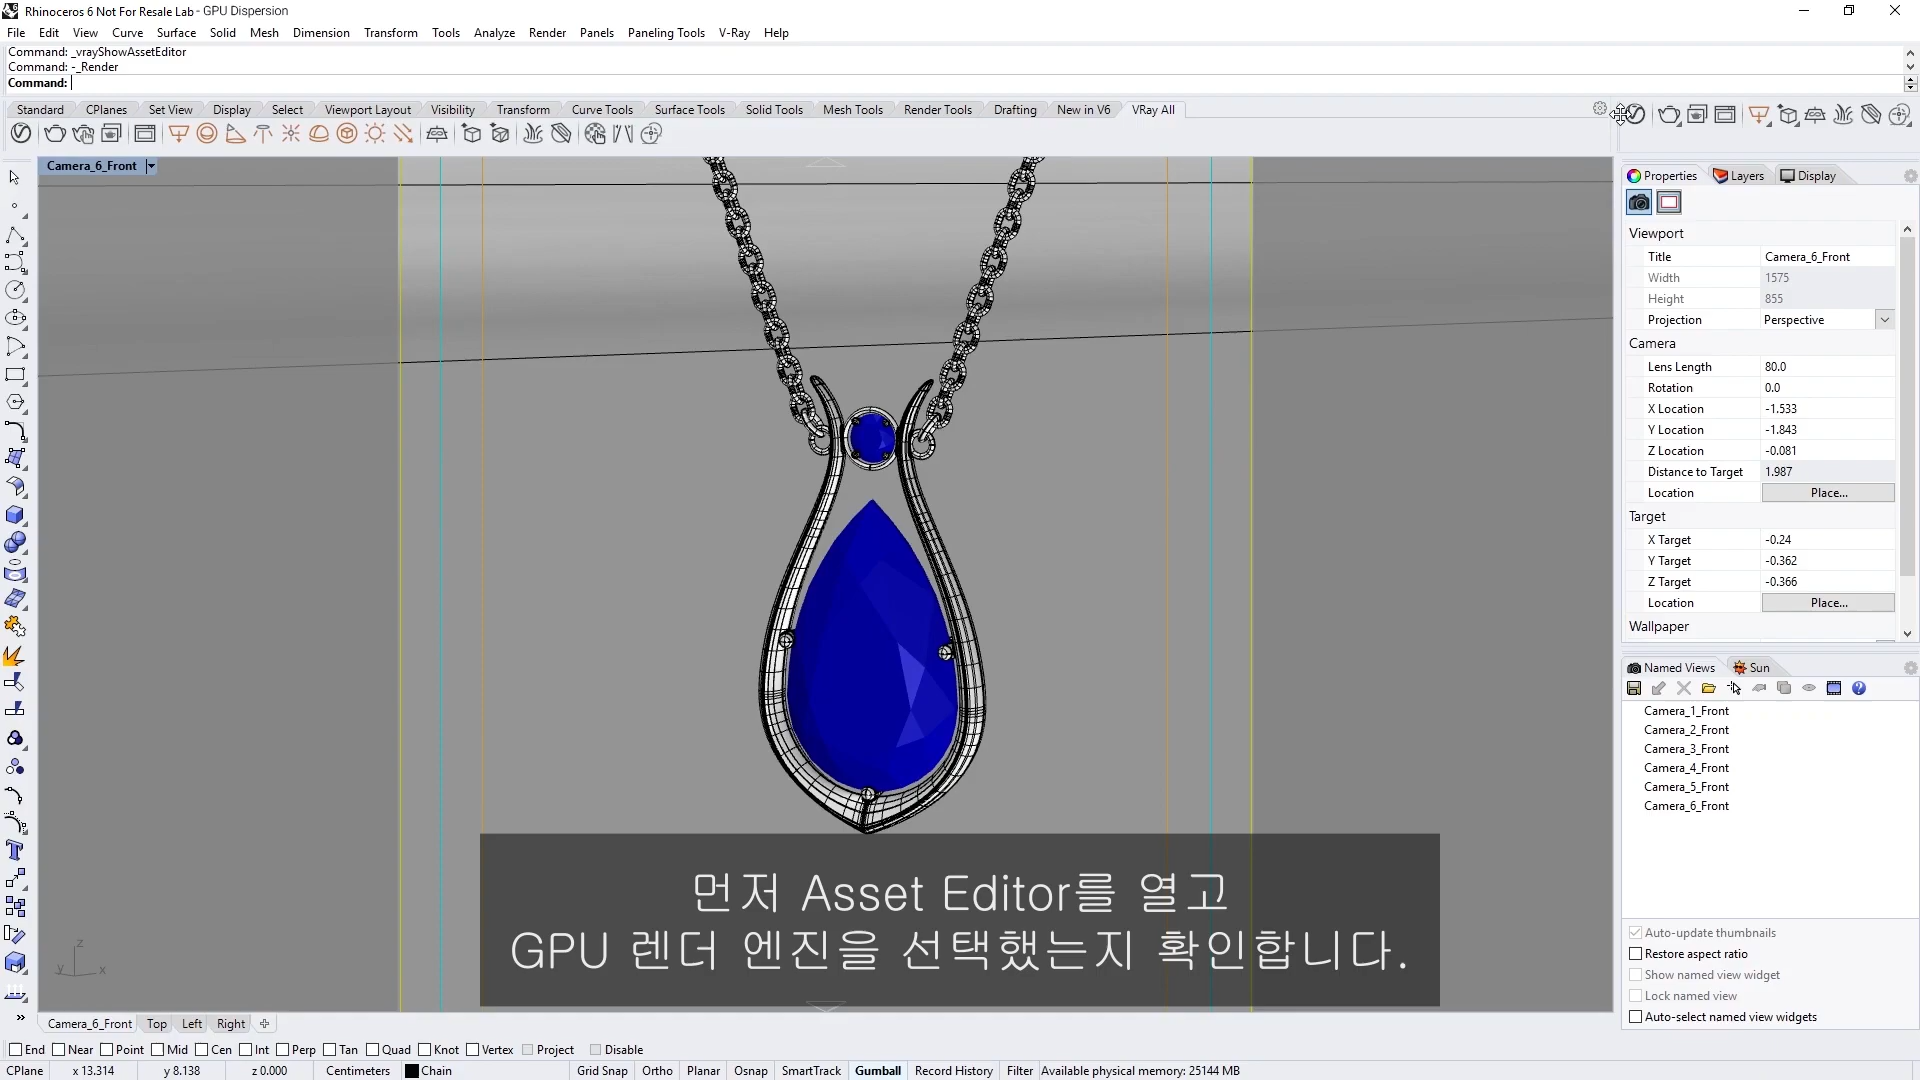 Rhinoceros 6 Not For Resale Lab - GPU Dispersion
File Edit View Curve Surface Solid Mesh Dimension Transform Tools Analyze Render Panels Paneling Tools V-Ray Help
Command: _vrayShowAssetEditor
Command: -_Render
Command:
Standard CPlanes Set View Display Select Viewport Layout Visibility Transform Curve Tools Surface Tools Solid Tools Mesh Tools Render Tools Drafting New in V6 VRay All
Camera_6_Front
Properties Layers Display
Viewport
Title Camera_6_Front
Width 1575
Height 855
Projection Perspective
Camera
Lens Length 80.0
Rotation 0.0
X Location -1.533
Y Location -1.843
Z Location -0.081
Distance to Target 1.987
Location Place...
Target
X Target -0.24
Y Target -0.362
Z Target -0.366
Location Place...
Wallpaper
Named Views Sun
Camera_1_Front
Camera_2_Front
Camera_3_Front
Camera_4_Front
Camera_5_Front
Camera_6_Front
Auto-update thumbnails
Restore aspect ratio
Show named view widget
Lock named view
Auto-select named view widgets
먼저 Asset Editor를 열고
GPU 렌더 엔진을 선택했는지 확인합니다.
z
y x
Camera_6_Front Top Left Right
End Near Point Mid Cen Int Perp Tan Quad Knot Vertex Project Disable
CPlane x 13.314 y 8.138 z 0.000 Centimeters Chain Grid Snap Ortho Planar Osnap SmartTrack Gumball Record History Filter Available physical memory: 25144 MB